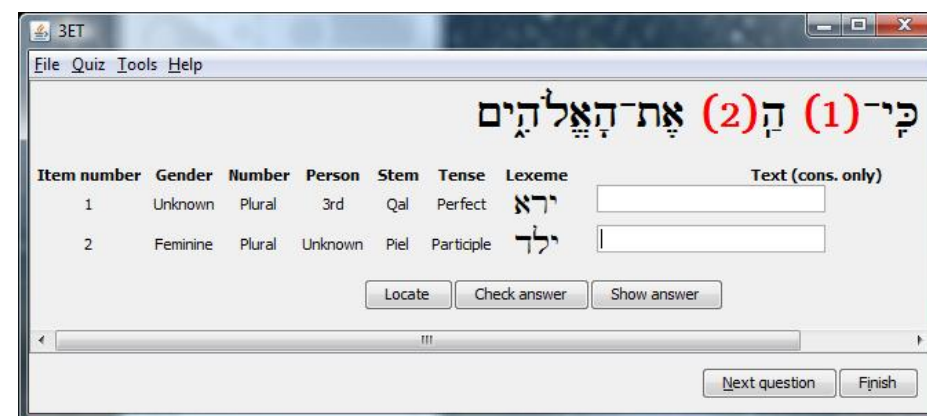 3ET
File Quiz Tools Help
כִּֽי־(1) הַֽ(2) אֶת־הָאֱלֹהִ֑ים
Item number Gender Number Person Stem Tense Lexeme Text (cons. only)
1 Unknown Plural 3rd Qal Perfect ירא
2 Feminine Plural Unknown Piel Participle ילד
Locate Check answer Show answer
Next question Finish